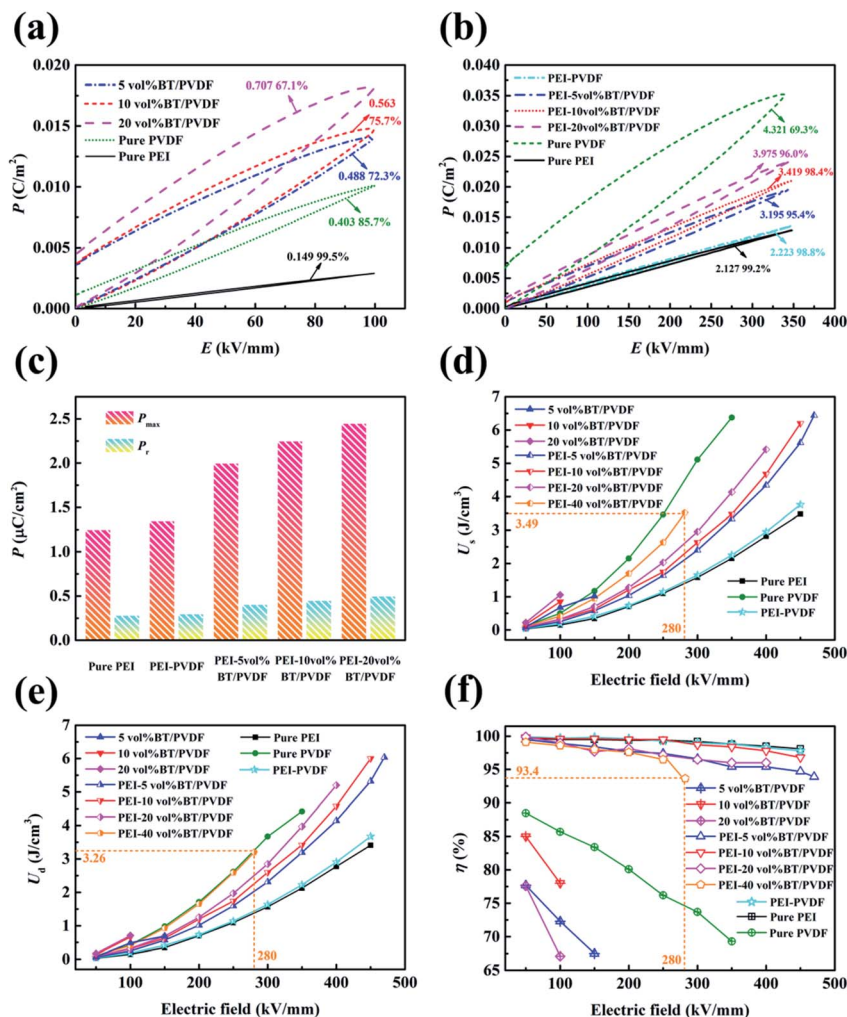 (a)
P (C/m²)
0.020
0.015
0.010
0.005
0.000
5 vol%BT/PVDF
10 vol%BT/PVDF
20 vol%BT/PVDF
Pure PVDF
Pure PEI
0.707 67.1%
0.563
75.7%
0.488 72.3%
0.403 85.7%
0.149 99.5%
0 20 40 60 80 100
E (kV/mm)
(b)
P (C/m²)
0.040
0.035
0.030
0.025
0.020
0.015
0.010
0.005
0.000
PEI-PVDF
PEI-5vol%BT/PVDF
PEI-10vol%BT/PVDF
PEI-20vol%BT/PVDF
Pure PVDF
Pure PEI
4.321 69.3%
3.975 96.0%
3.419 98.4%
3.195 95.4%
2.223 98.8%
2.127 99.2%
0 50 100 150 200 250 300 350 400
E (kV/mm)
(c)
P (μC/cm²)
2.5
2.0
1.5
1.0
0.5
0.0
Pmax
Pr
Pure PEI PEI-PVDF PEI-5vol% PEI-10vol% PEI-20vol%
BT/PVDF BT/PVDF BT/PVDF
(d)
Us (J/cm³)
7
6
5
4
3
2
1
0
5 vol%BT/PVDF
10 vol%BT/PVDF
20 vol%BT/PVDF
PEI-5 vol%BT/PVDF
PEI-10 vol%BT/PVDF
PEI-20 vol%BT/PVDF
PEI-40 vol%BT/PVDF
3.49
Pure PEI
Pure PVDF
PEI-PVDF
280
0 100 200 300 400 500
Electric field (kV/mm)
(e)
Ud (J/cm³)
7
6
5
4
3
2
1
0
5 vol%BT/PVDF
10 vol%BT/PVDF
20 vol%BT/PVDF
PEI-5 vol%BT/PVDF
PEI-10 vol%BT/PVDF
PEI-20 vol%BT/PVDF
PEI-40 vol%BT/PVDF
Pure PEI
Pure PVDF
PEI-PVDF
3.26
280
0 100 200 300 400 500
Electric field (kV/mm)
(f)
η (%)
100
95
90
85
80
75
70
65
93.4
5 vol%BT/PVDF
10 vol%BT/PVDF
20 vol%BT/PVDF
PEI-5 vol%BT/PVDF
PEI-10 vol%BT/PVDF
PEI-20 vol%BT/PVDF
PEI-40 vol%BT/PVDF
PEI-PVDF
Pure PEI
Pure PVDF
280
0 100 200 300 400 500
Electric field (kV/mm)